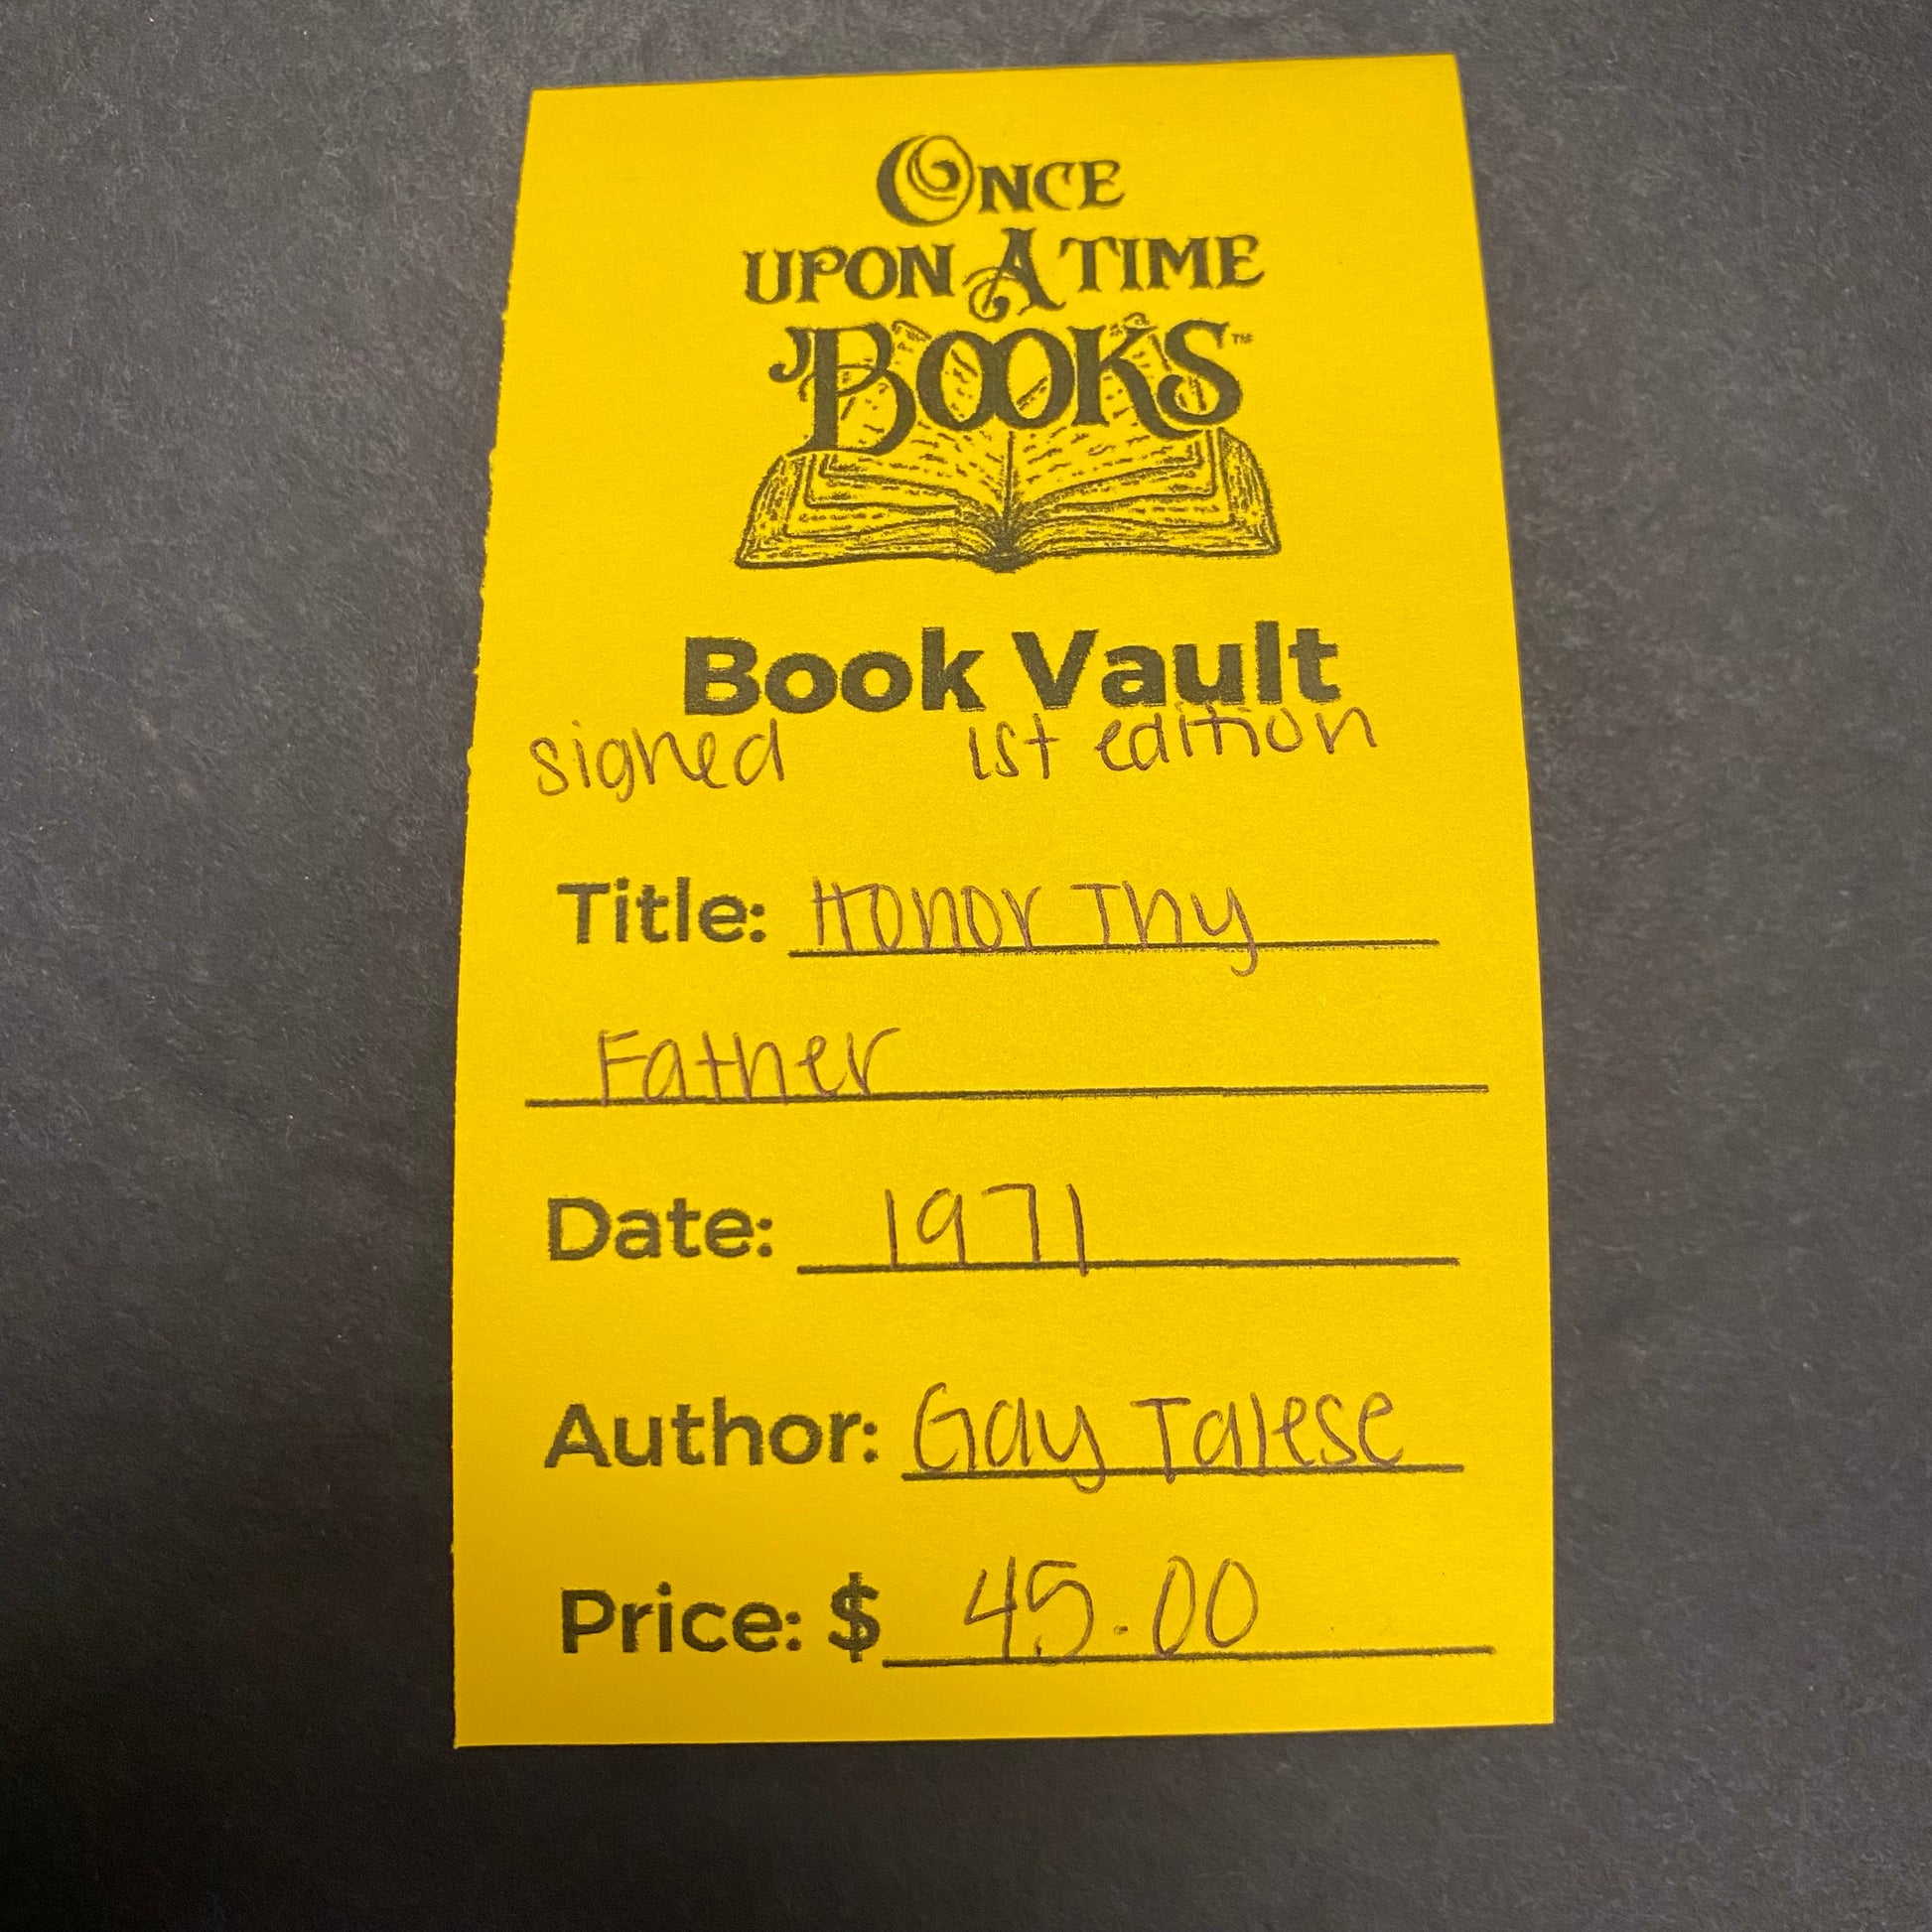 ONCE
UPON A TIME
BOOKS™
Book Vault
signed 1st edition
Title: Honor Thy
Father
Date: 1971
Author: Gay Talese
Price: $ 45.00